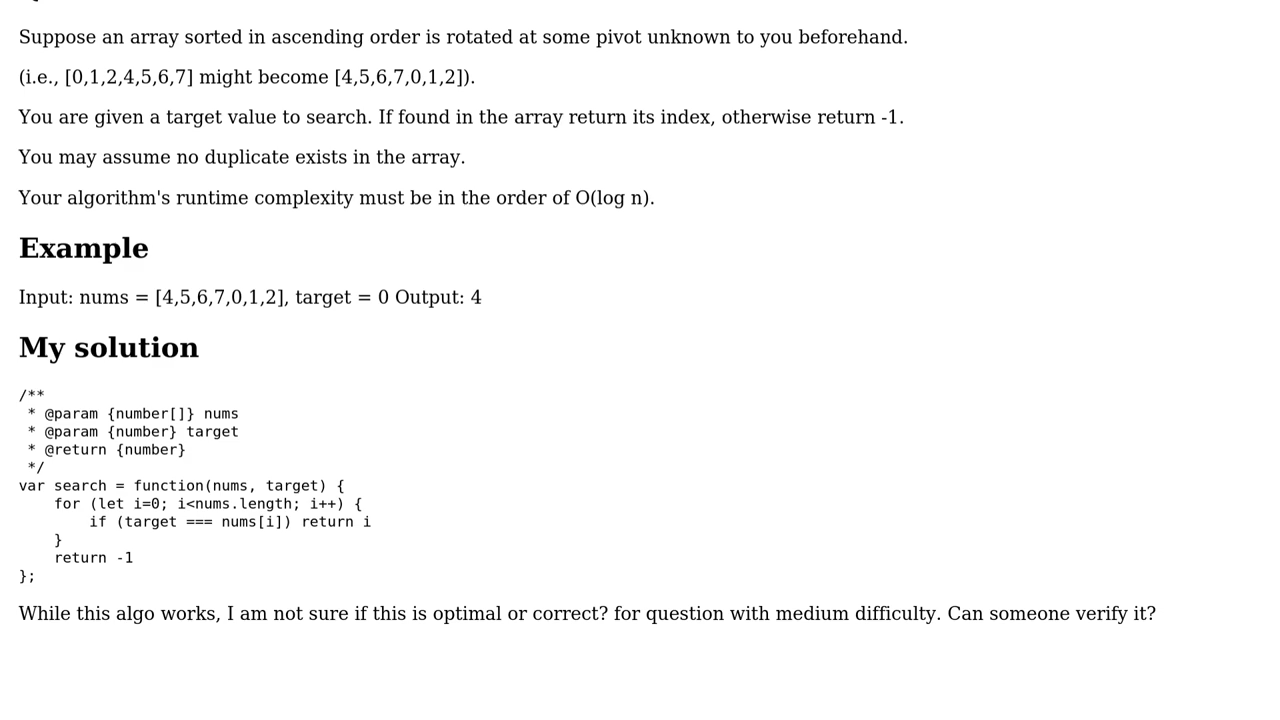 Suppose an array sorted in ascending order is rotated at some pivot unknown to you beforehand.
(i.e., [0,1,2,4,5,6,7] might become [4,5,6,7,0,1,2]).
You are given a target value to search. If found in the array return its index, otherwise return -1.
You may assume no duplicate exists in the array.
Your algorithm's runtime complexity must be in the order of O(log n).
Example
Input: nums = [4,5,6,7,0,1,2], target = 0 Output: 4
My solution
/**
 * @param {number[]} nums
 * @param {number} target
 * @return {number}
 */
var search = function(nums, target) {
    for (let i=0; i<nums.length; i++) {
        if (target === nums[i]) return i
    }
    return -1
};
While this algo works, I am not sure if this is optimal or correct? for question with medium difficulty. Can someone verify it?